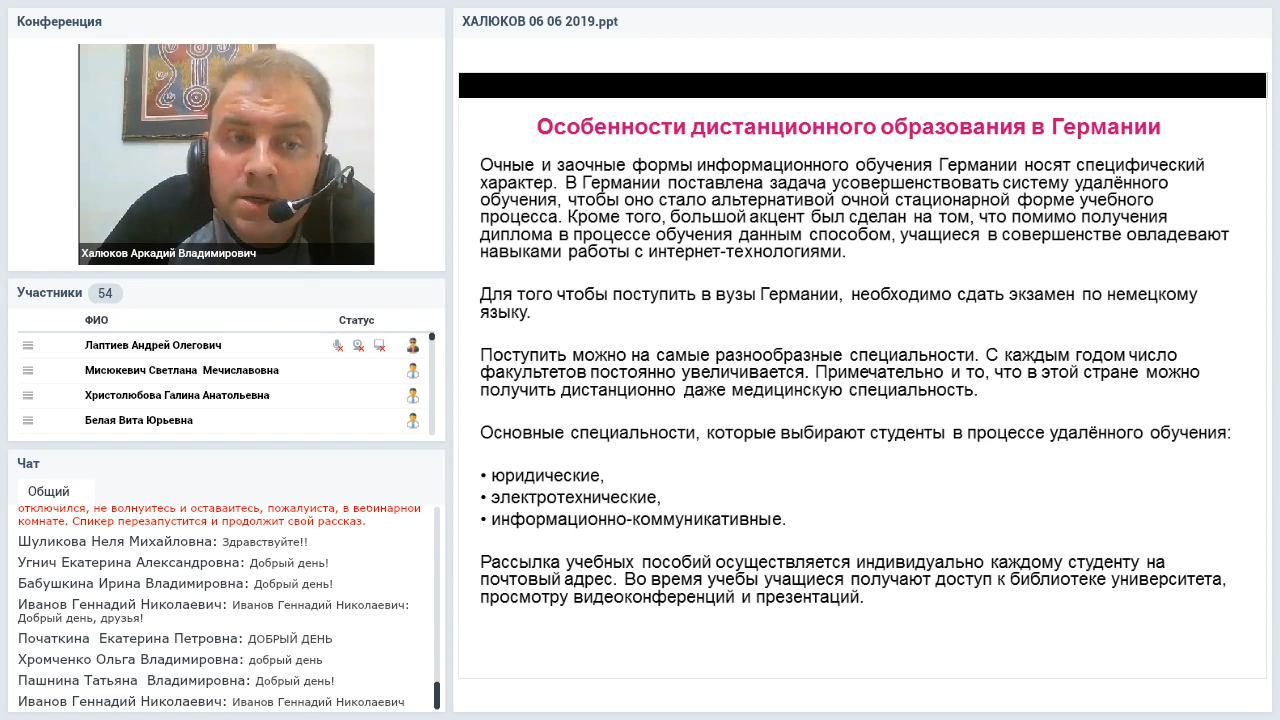 Конференция
Халюков Аркадий Владимирович
Участники 54
ФИО Статус
Лаптиев Андрей Олегович
Мисюкевич Светлана Мечиславовна
Христолюбова Галина Анатольевна
Белая Вита Юрьевна
Чат
Общий
отключился, не волнуйтесь и оставайтесь, пожалуйста, в вебинарной
комнате. Спикер перезапустится и продолжит свой рассказ.
Шуликова Неля Михайловна: Здравствуйте!!
Угнич Екатерина Александровна: Добрый день!
Бабушкина Ирина Владимировна: Добрый день!
Иванов Геннадий Николаевич: Иванов Геннадий Николаевич:
Добрый день, друзья!
Початкина Екатерина Петровна: ДОБРЫЙ ДЕНЬ
Хромченко Ольга Владимировна: добрый день
Пашнина Татьяна Владимировна: Добрый день!
Иванов Геннадий Николаевич: Иванов Геннадий Николаевич
ХАЛЮКОВ 06 06 2019.ppt
Особенности дистанционного образования в Германии
Очные и заочные формы информационного обучения Германии носят специфический
характер. В Германии поставлена задача усовершенствовать систему удалённого
обучения, чтобы оно стало альтернативой очной стационарной форме учебного
процесса. Кроме того, большой акцент был сделан на том, что помимо получения
диплома в процессе обучения данным способом, учащиеся в совершенстве овладевают
навыками работы с интернет-технологиями.
Для того чтобы поступить в вузы Германии, необходимо сдать экзамен по немецкому
языку.
Поступить можно на самые разнообразные специальности. С каждым годом число
факультетов постоянно увеличивается. Примечательно и то, что в этой стране можно
получить дистанционно даже медицинскую специальность.
Основные специальности, которые выбирают студенты в процессе удалённого обучения:
• юридические,
• электротехнические,
• информационно-коммуникативные.
Рассылка учебных пособий осуществляется индивидуально каждому студенту на
почтовый адрес. Во время учебы учащиеся получают доступ к библиотеке университета,
просмотру видеоконференций и презентаций.